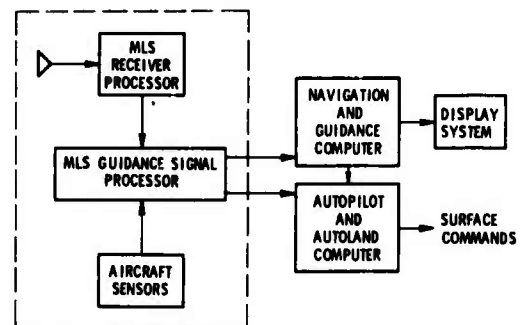 MLS
RECEIVER
PROCESSOR
MLS GUIDANCE SIGNAL
PROCESSOR
AIRCRAFT
SENSORS
NAVIGATION
AND
GUIDANCE
COMPUTER
DISPLAY
SYSTEM
AUTOPILOT
AND
AUTOLAND
COMPUTER
SURFACE
COMMANDS